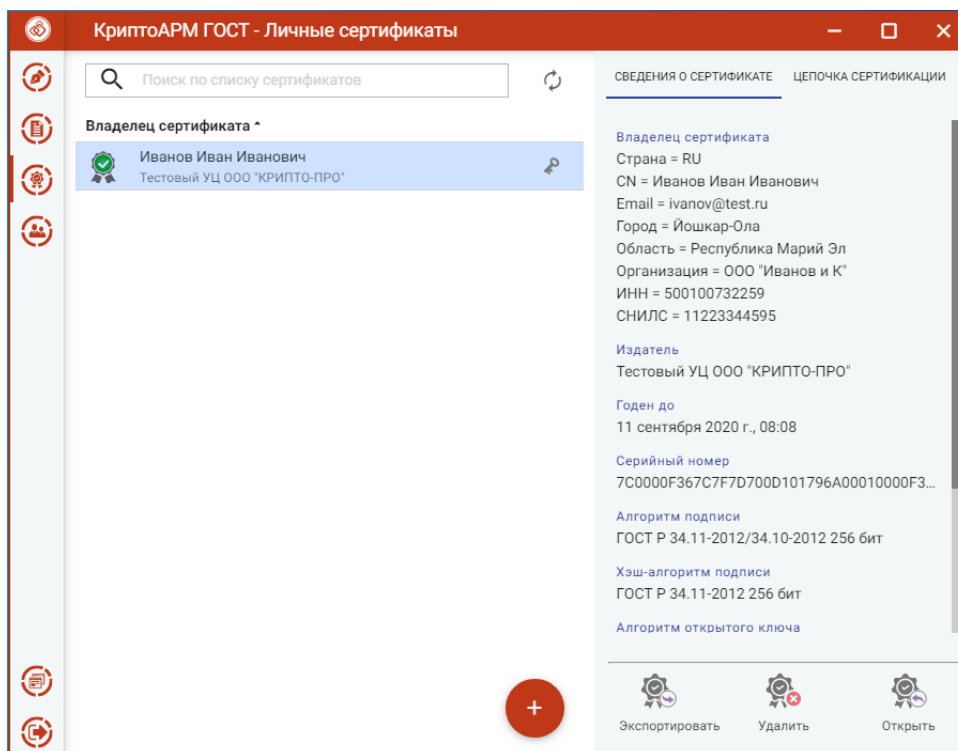 КриптоАРМ ГОСТ - Личные сертификаты
Поиск по списку сертификатов
Владелец сертификата
Иванов Иван Иванович
Тестовый УЦ ООО "КРИПТО-ПРО"
СВЕДЕНИЯ О СЕРТИФИКАТЕ
ЦЕПОЧКА СЕРТИФИКАЦИИ
Владелец сертификата
Страна = RU
CN = Иванов Иван Иванович
Email = ivanov@test.ru
Город = Йошкар-Ола
Область = Республика Марий Эл
Организация = ООО "Иванов и К"
ИНН = 500100732259
СНИЛС = 11223344595
Издатель
Тестовый УЦ ООО "КРИПТО-ПРО"
Годен до
11 сентября 2020 г., 08:08
Серийный номер
7C0000F367C7F7D700D101796A00010000F3...
Алгоритм подписи
ГОСТ Р 34.11-2012/34.10-2012 256 бит
Хэш-алгоритм подписи
ГОСТ Р 34.11-2012 256 бит
Алгоритм открытого ключа
Экспортировать
Удалить
Открыть